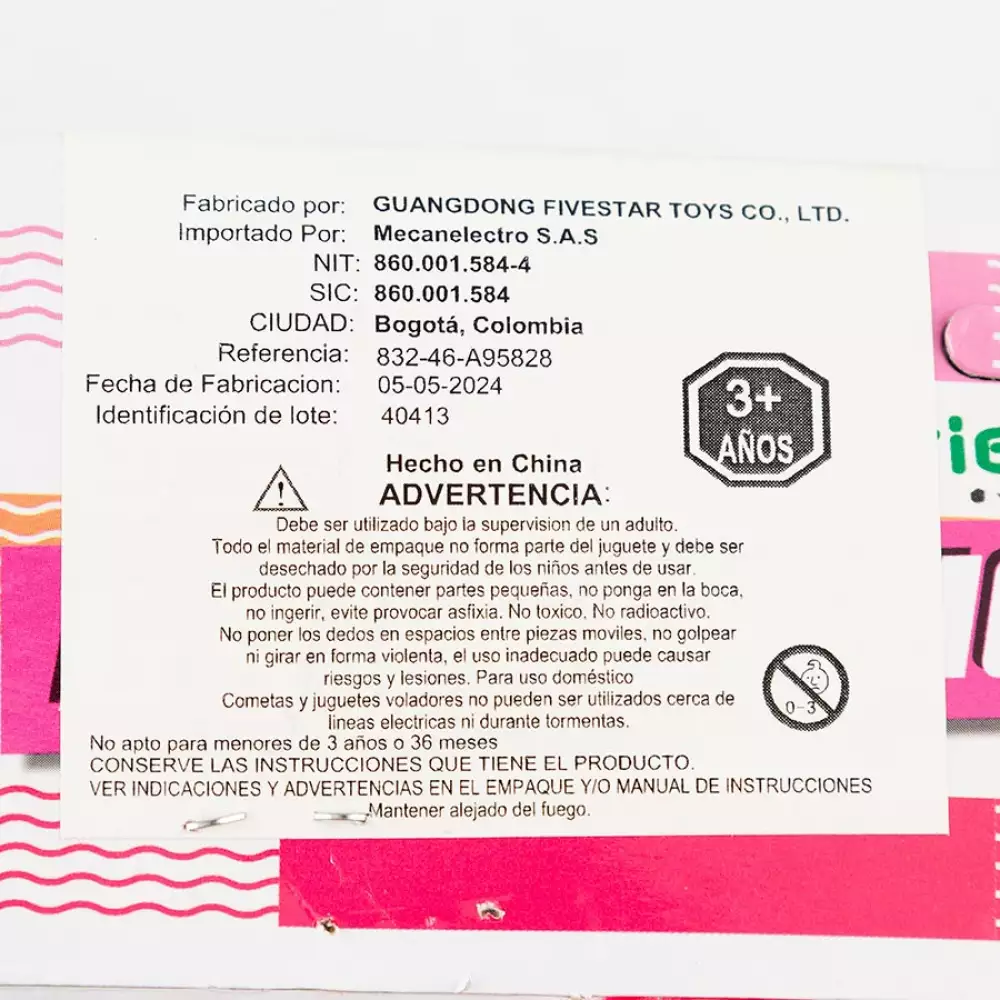 Fabricado por: GUANGDONG FIVESTAR TOYS CO., LTD.
Importado Por: Mecanelectro S.A.S
NIT: 860.001.584-4
SIC: 860.001.584
CIUDAD: Bogotá, Colombia
Referencia: 832-46-A95828
Fecha de Fabricacion: 05-05-2024
Identificación de lote: 40413
3+
AÑOS
Hecho en China
ADVERTENCIA:
Debe ser utilizado bajo la supervision de un adulto.
Todo el material de empaque no forma parte del juguete y debe ser
desechado por la seguridad de los niños antes de usar.
El producto puede contener partes pequeñas, no ponga en la boca,
no ingerir, evite provocar asfixia. No toxico. No radioactivo.
No poner los dedos en espacios entre piezas moviles, no golpear
ni girar en forma violenta, el uso inadecuado puede causar
riesgos y lesiones. Para uso doméstico
Cometas y juguetes voladores no pueden ser utilizados cerca de
lineas electricas ni durante tormentas.
0-3
No apto para menores de 3 años o 36 meses
CONSERVE LAS INSTRUCCIONES QUE TIENE EL PRODUCTO.
VER INDICACIONES Y ADVERTENCIAS EN EL EMPAQUE Y/O MANUAL DE INSTRUCCIONES
Mantener alejado del fuego.